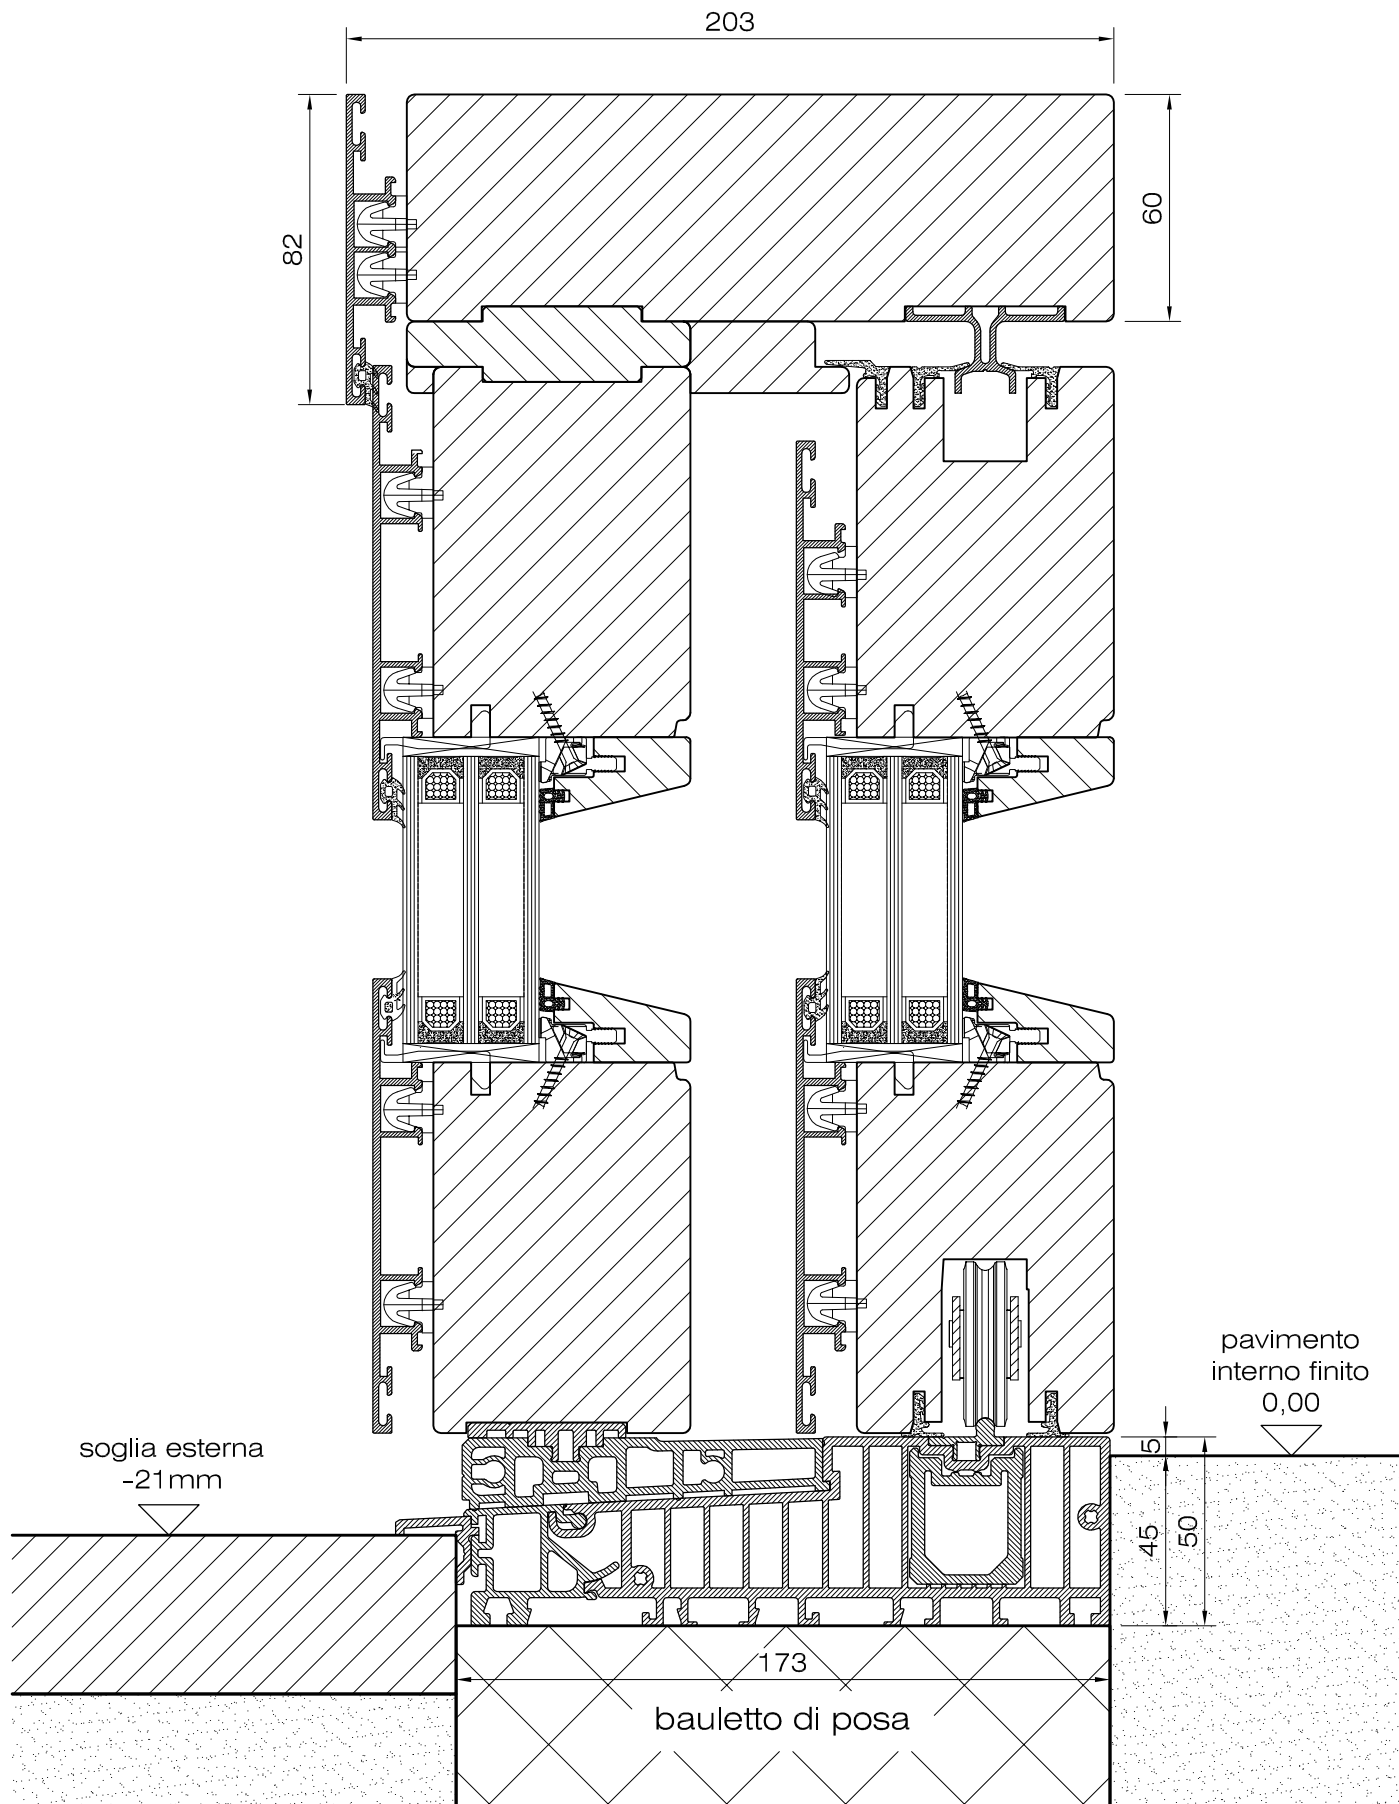 203
82
60
pavimento
interno finito
0,00
soglia esterna
-21mm
5
45
50
173
bauletto di posa